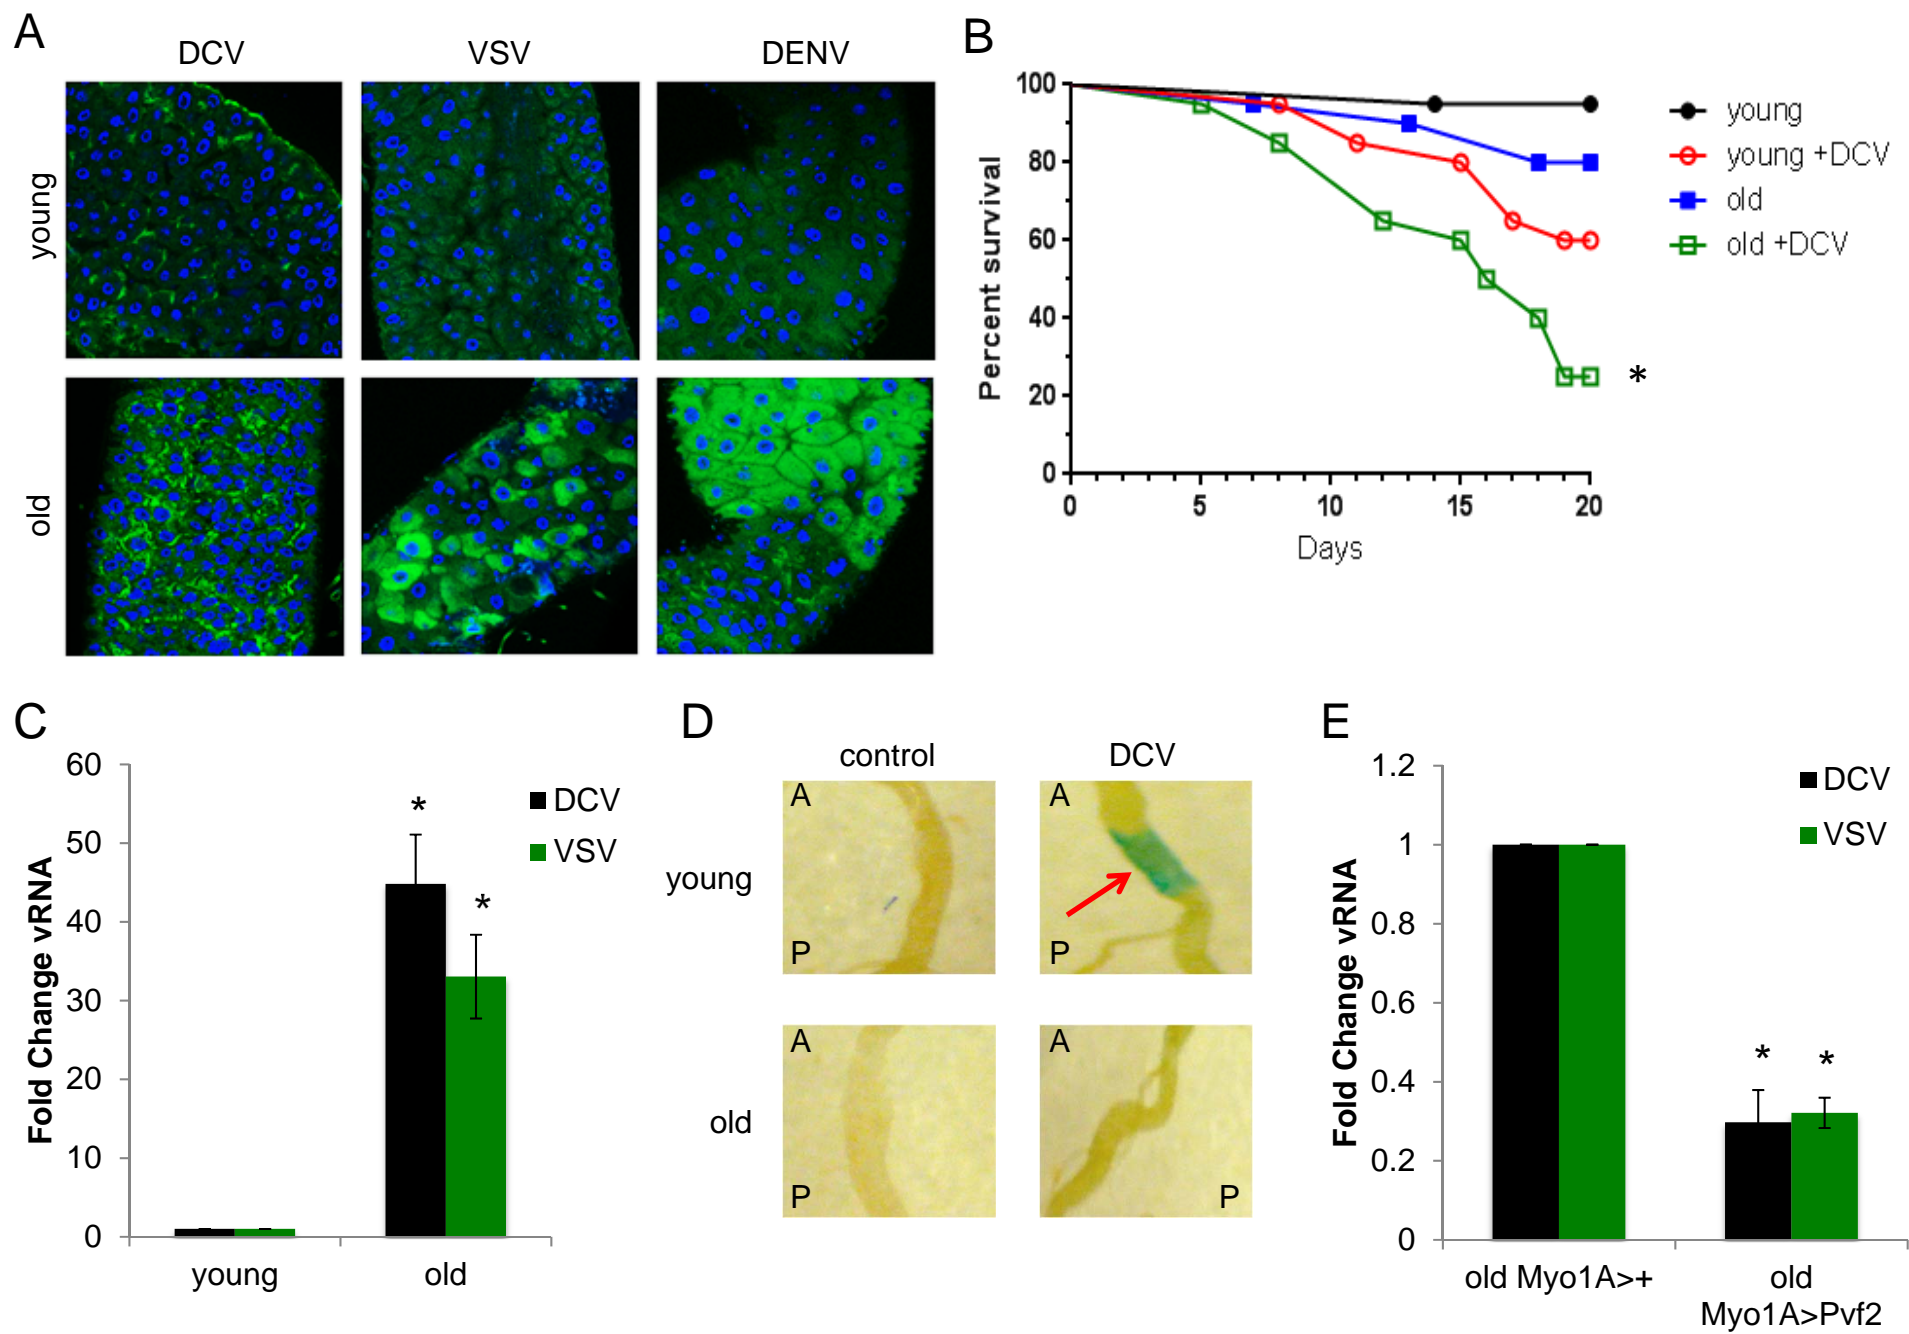 A
DCV
VSV
DENV
young
old
B
100
80
60
40
20
0
Percent survival
0
5
10
15
20
Days
young
young +DCV
old
old +DCV
*
C
60
50
40
30
20
10
0
Fold Change vRNA
*
*
DCV
VSV
young
old
D
control
DCV
young
A
P
A
P
old
A
P
A
P
E
1.2
1
0.8
0.6
0.4
0.2
0
Fold Change vRNA
DCV
VSV
*
*
old Myo1A>+
old
Myo1A>Pvf2